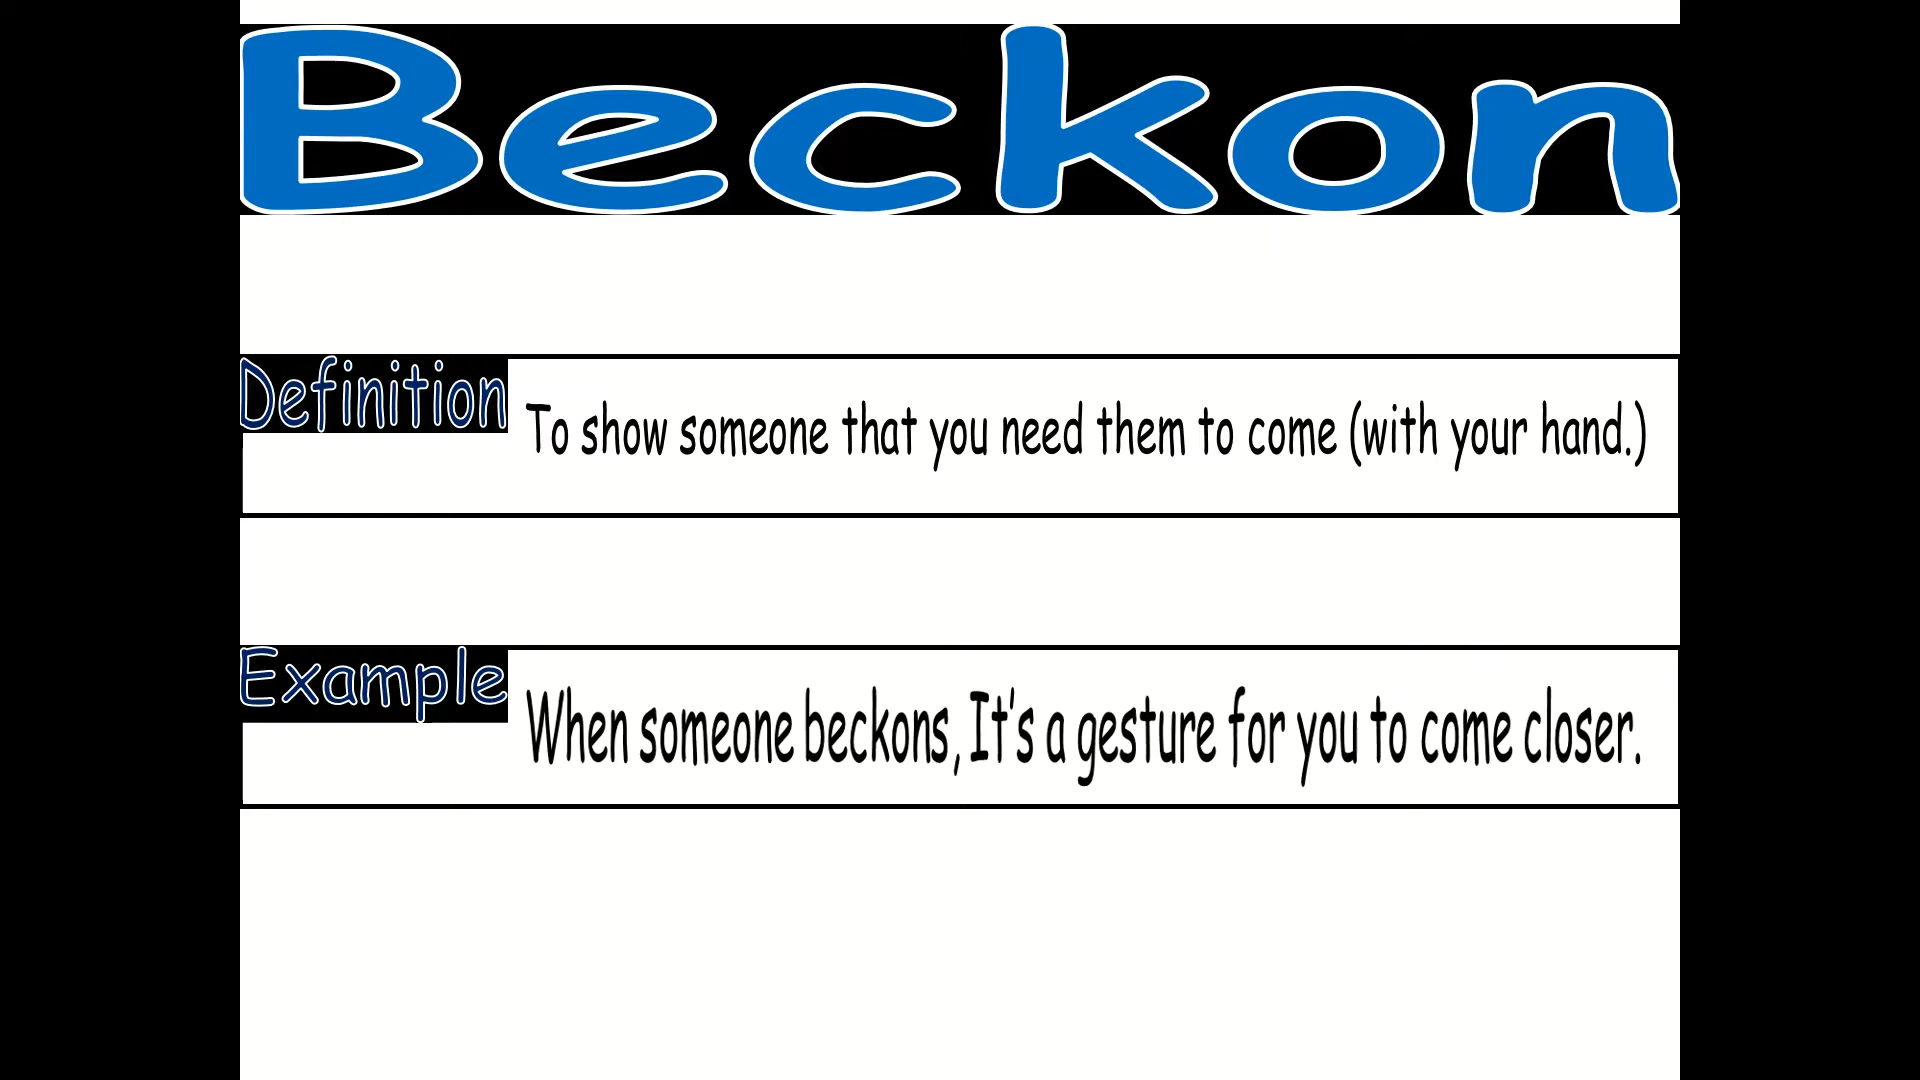 Beckon
Definition
To show someone that you need them to come (with your hand.)
Example
When someone beckons, It's a gesture for you to come closer.